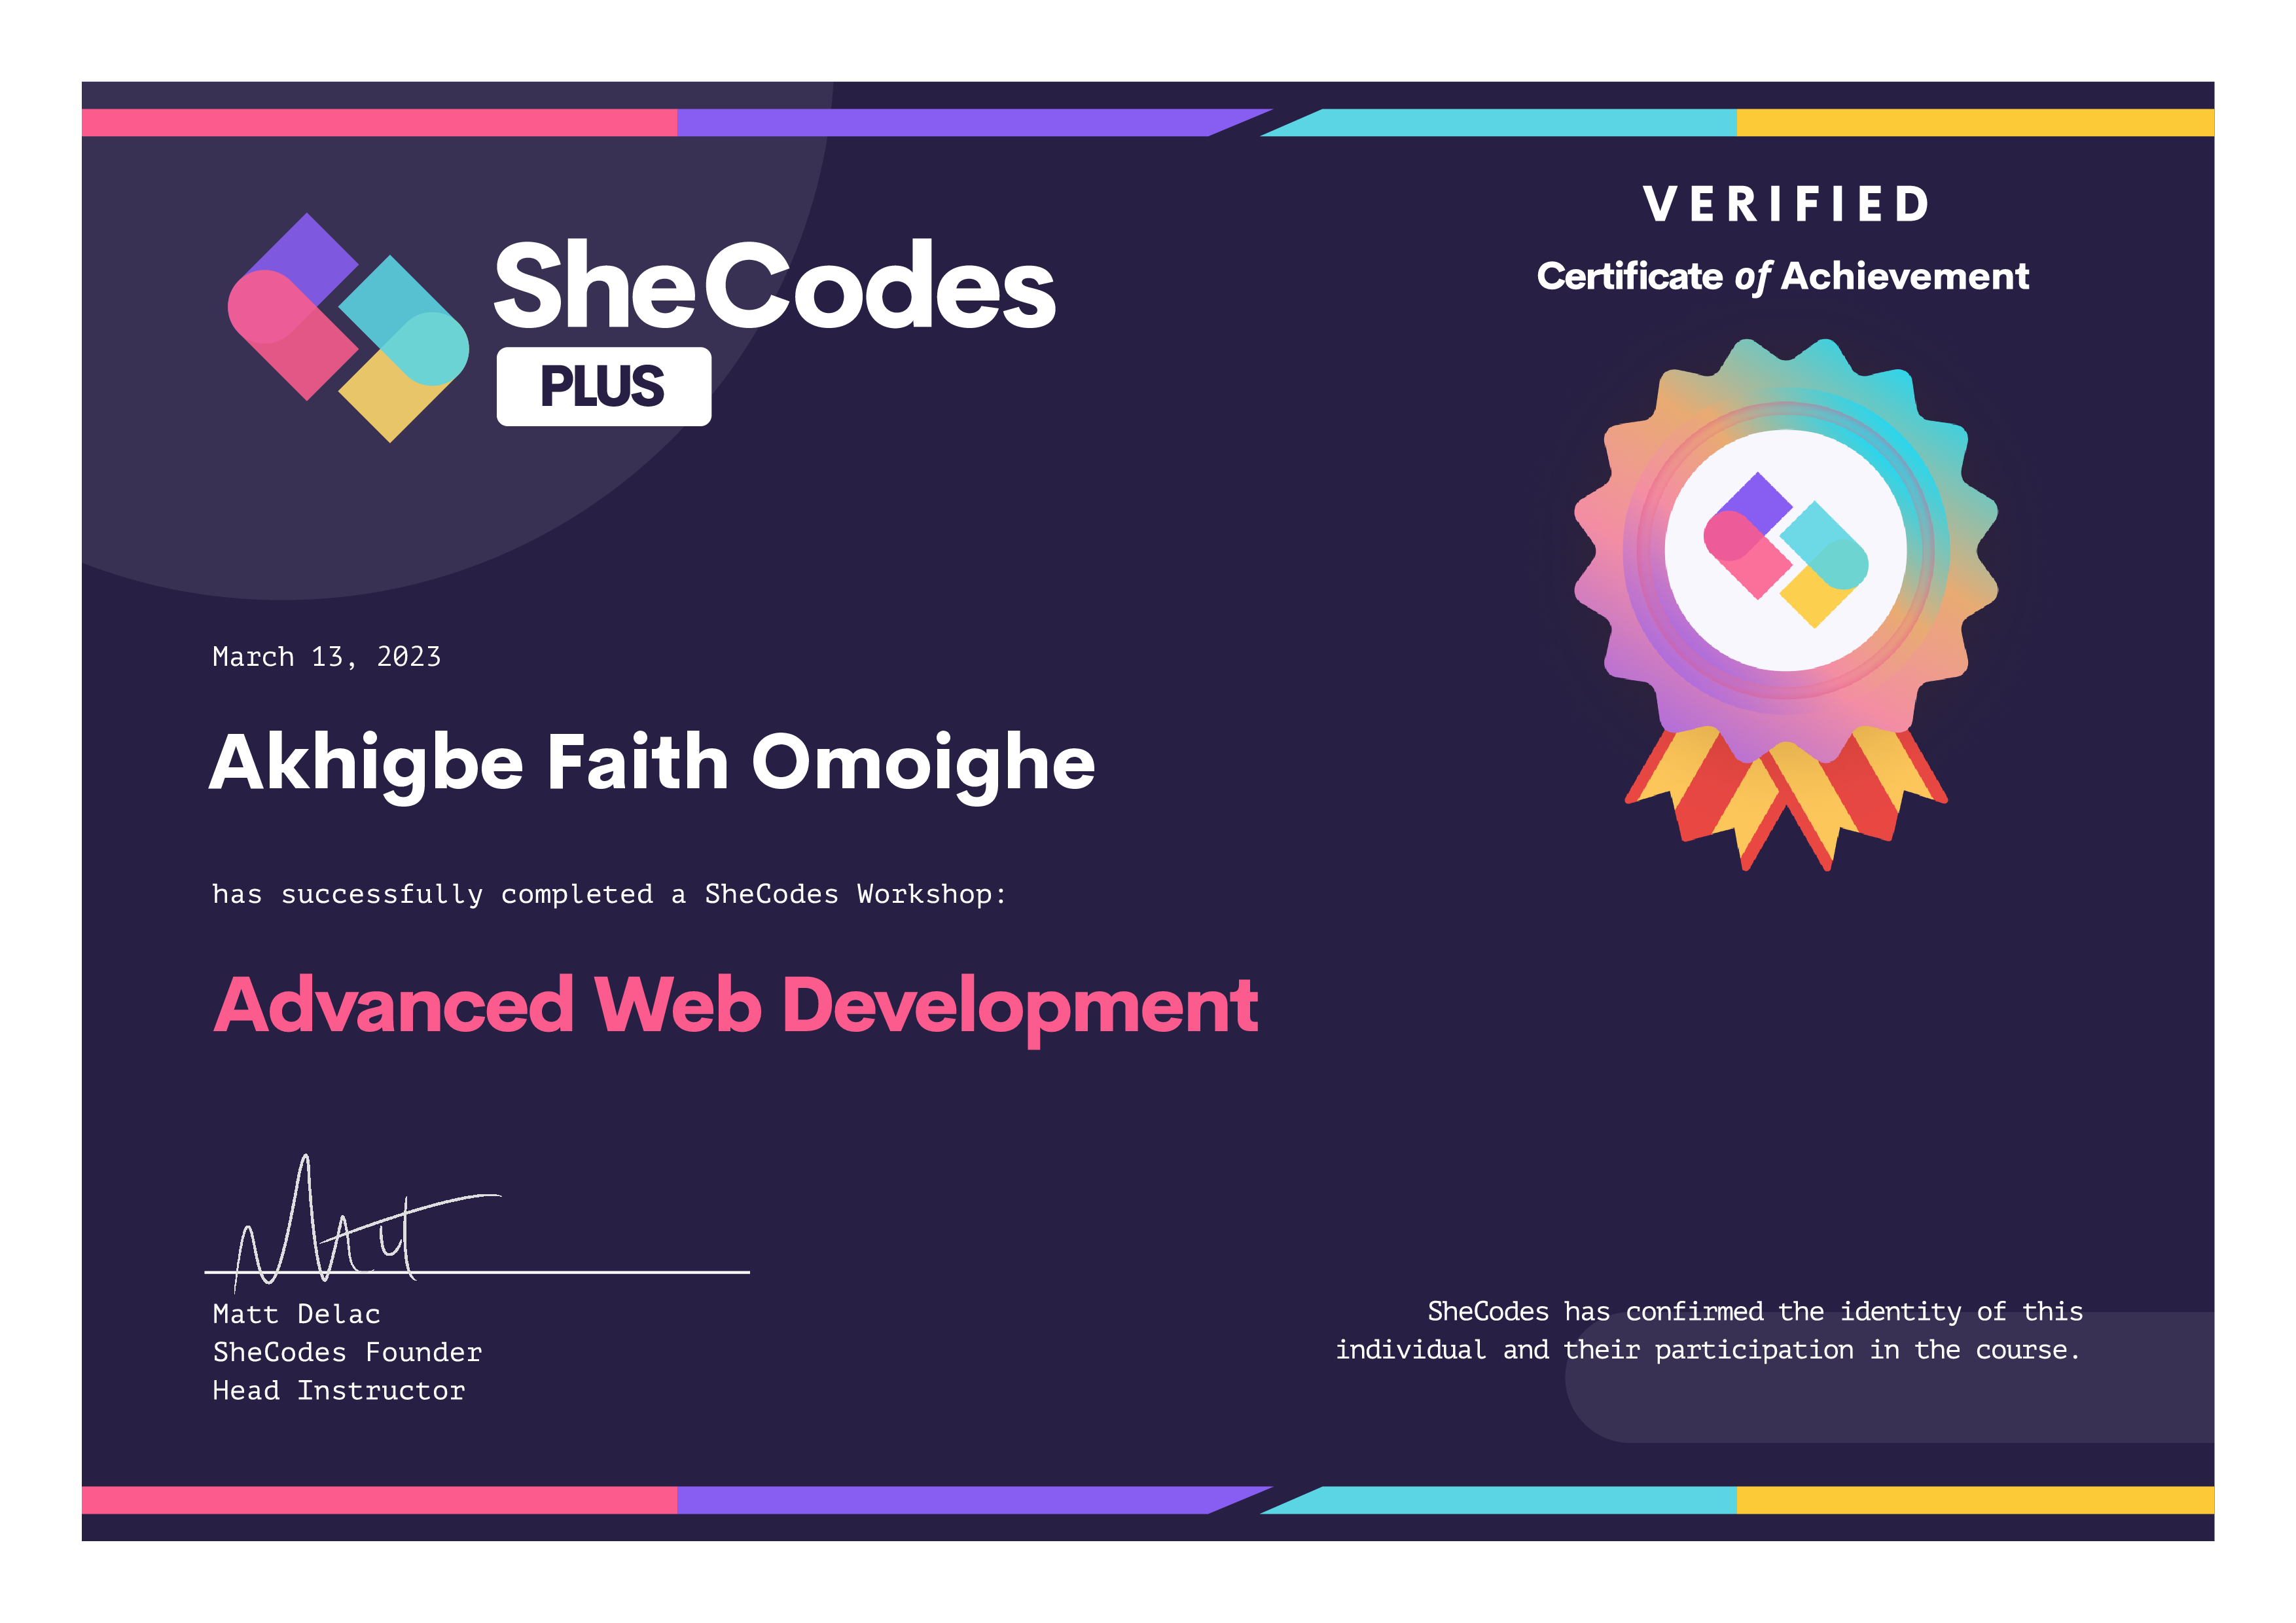 SheCodes
PLUS
VERIFIED
Certificate of Achievement
March 13, 2023
Akhigbe Faith Omoighe
has successfully completed a SheCodes Workshop:
Advanced Web Development
Matt
Matt Delac
SheCodes Founder
Head Instructor
SheCodes has confirmed the identity of this
individual and their participation in the course.